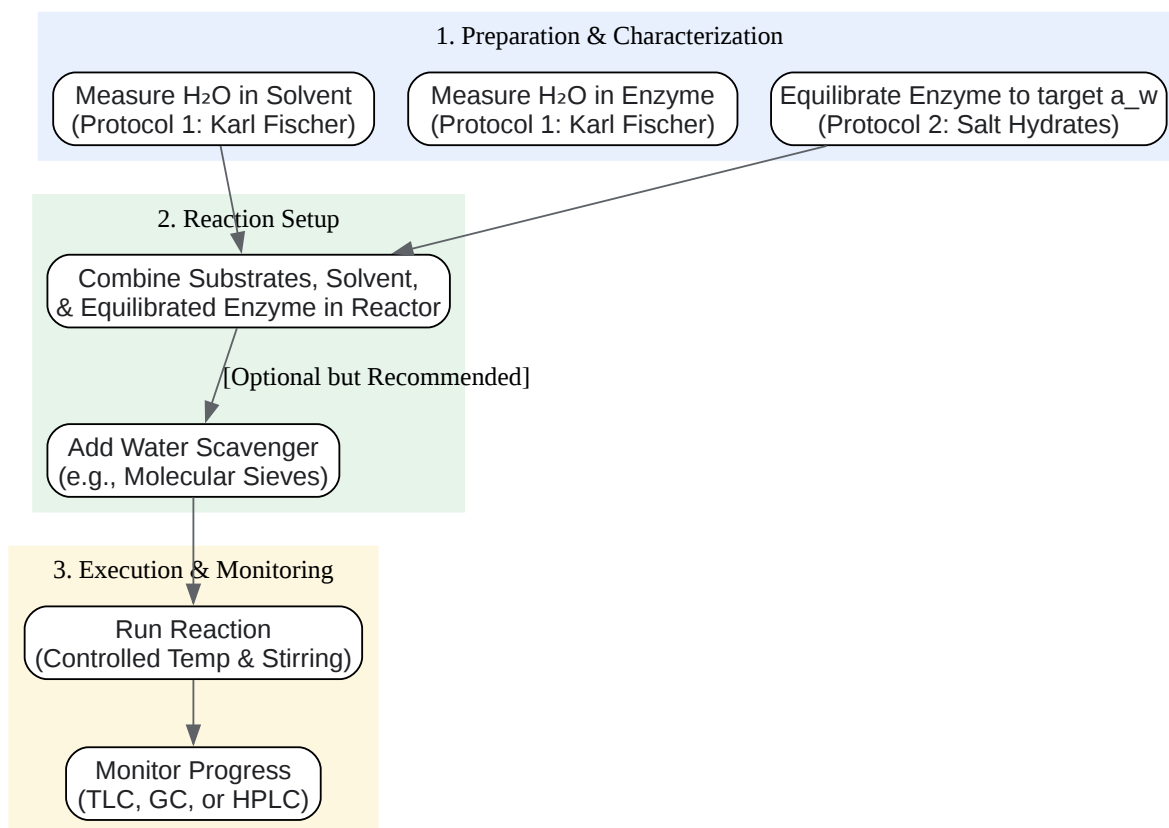 1. Preparation & Characterization
Measure H₂O in Solvent
(Protocol 1: Karl Fischer)
Measure H₂O in Enzyme
(Protocol 1: Karl Fischer)
Equilibrate Enzyme to target a_w
(Protocol 2: Salt Hydrates)
2. Reaction Setup
Combine Substrates, Solvent,
& Equilibrated Enzyme in Reactor
[Optional but Recommended]
Add Water Scavenger
(e.g., Molecular Sieves)
3. Execution & Monitoring
Run Reaction
(Controlled Temp & Stirring)
Monitor Progress
(TLC, GC, or HPLC)